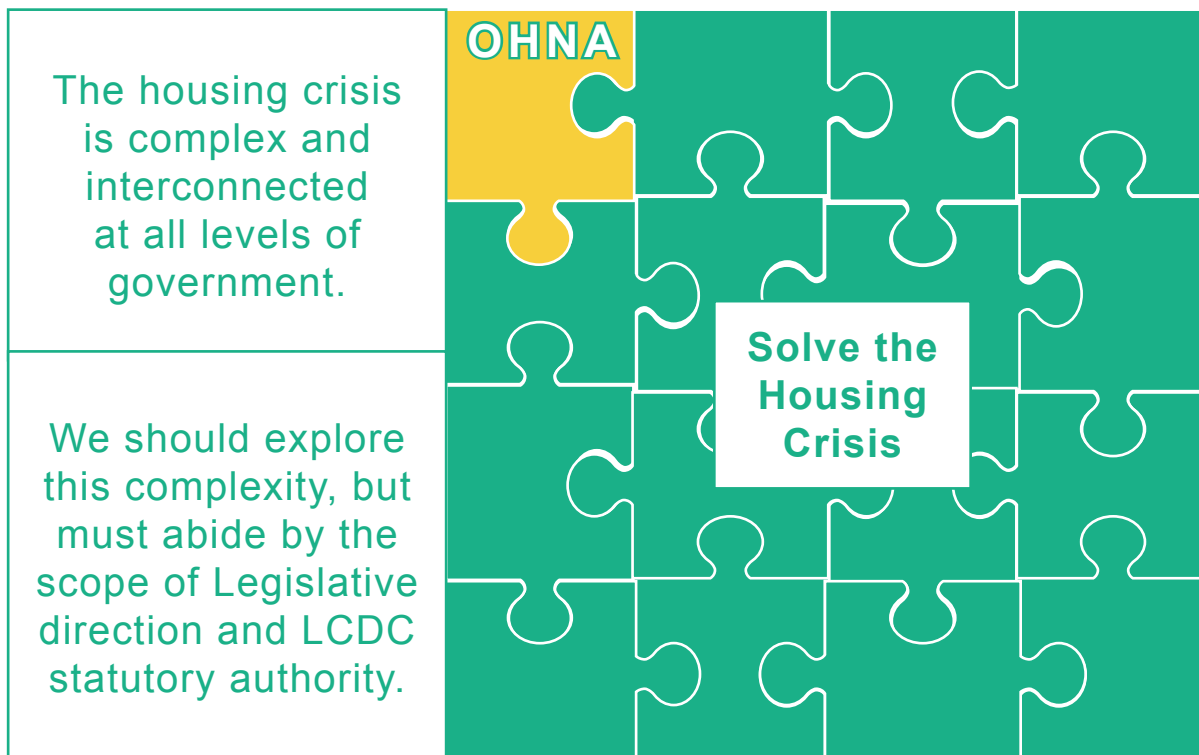 The housing crisis
is complex and
interconnected
at all levels of
government.
We should explore
this complexity, but
must abide by the
scope of Legislative
direction and LCDC
statutory authority.
OHNA
Solve the
Housing
Crisis